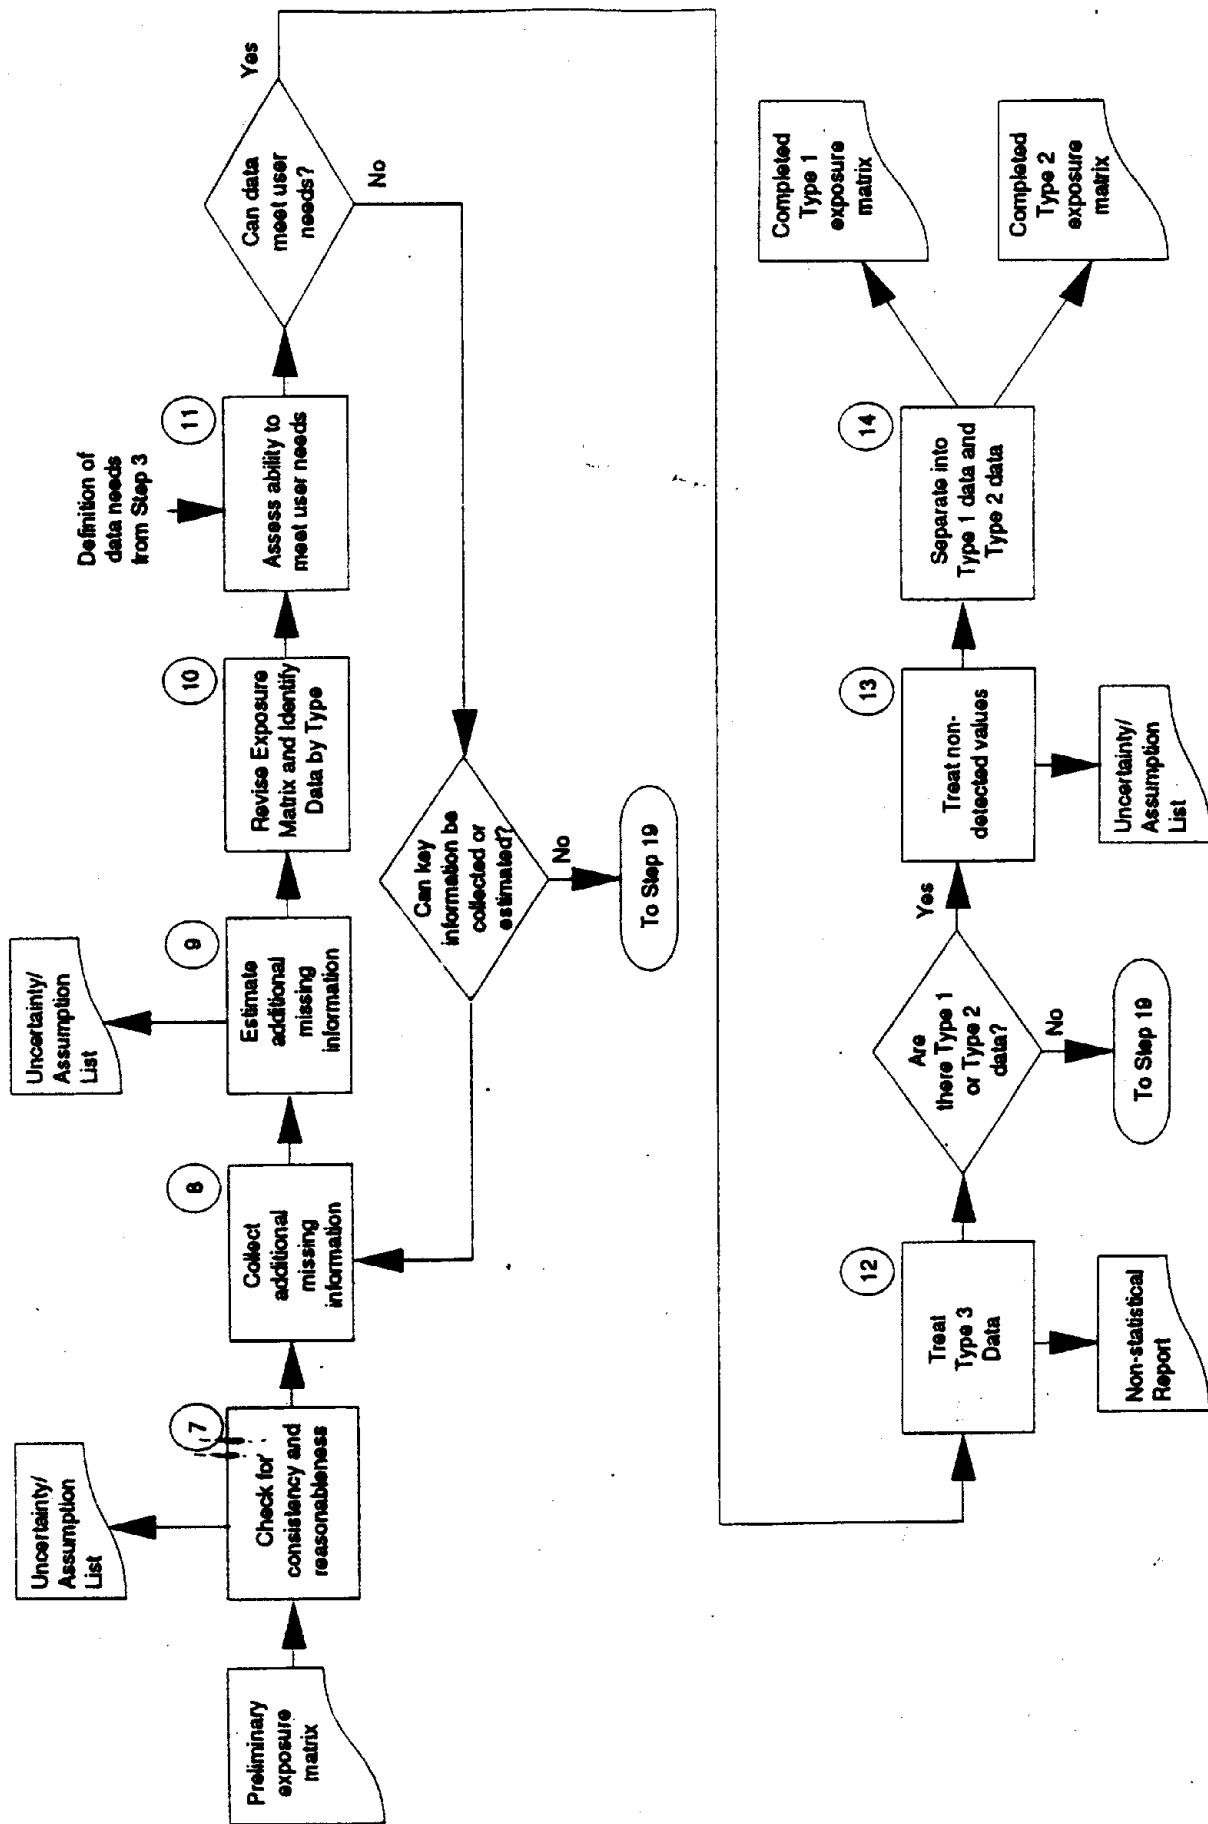 Preliminary
exposure
matrix
7
Check for
consistency and
reasonableness
Uncertainty/
Assumption
List
8
Collect
additional
missing
information
9
Estimate
additional
missing
information
Uncertainty/
Assumption
List
10
Revise Exposure
Matrix and Identify
Data by Type
Definition of
data needs
from Step 3
11
Assess ability to
meet user needs
Can data
meet user
needs?
Yes
No
Can key
information be
collected or
estimated?
No
To Step 19
12
Treat
Type 3
Data
Non-statistical
Report
Are
there Type 1
or Type 2
data?
Yes
No
To Step 19
13
Treat non-
detected values
Uncertainty/
Assumption
List
14
Separate into
Type 1 data and
Type 2 data
Completed
Type 1
exposure
matrix
Completed
Type 2
exposure
matrix